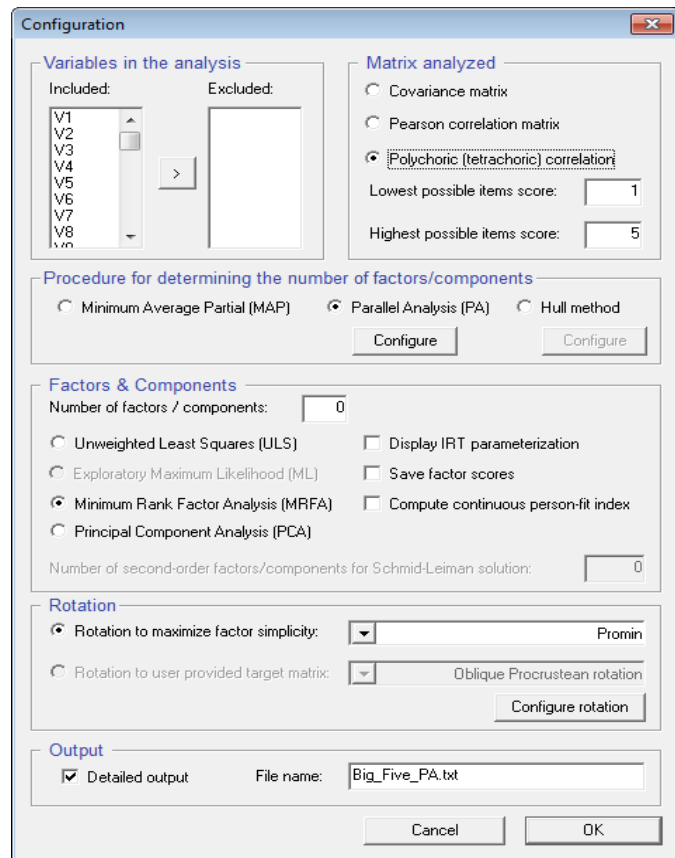 Configuration
Variables in the analysis
Included:
Excluded:
V1
V2
V3
V4
V5
V6
V7
V8
>
Matrix analyzed
Covariance matrix
Pearson correlation matrix
Polychoric (tetrachoric) correlation
Lowest possible items score: 1
Highest possible items score: 5
Procedure for determining the number of factors/components
Minimum Average Partial (MAP) Parallel Analysis (PA) Hull method
Configure Configure
Factors & Components
Number of factors / components: 0
Unweighted Least Squares (ULS) Display IRT parameterization
Exploratory Maximum Likelihood (ML) Save factor scores
Minimum Rank Factor Analysis (MRFA) Compute continuous person-fit index
Principal Component Analysis (PCA)
Number of second-order factors/components for Schmid-Leiman solution: 0
Rotation
Rotation to maximize factor simplicity: Promin
Rotation to user provided target matrix: Oblique Procrustean rotation
Configure rotation
Output
Detailed output File name: Big_Five_PA.txt
Cancel OK